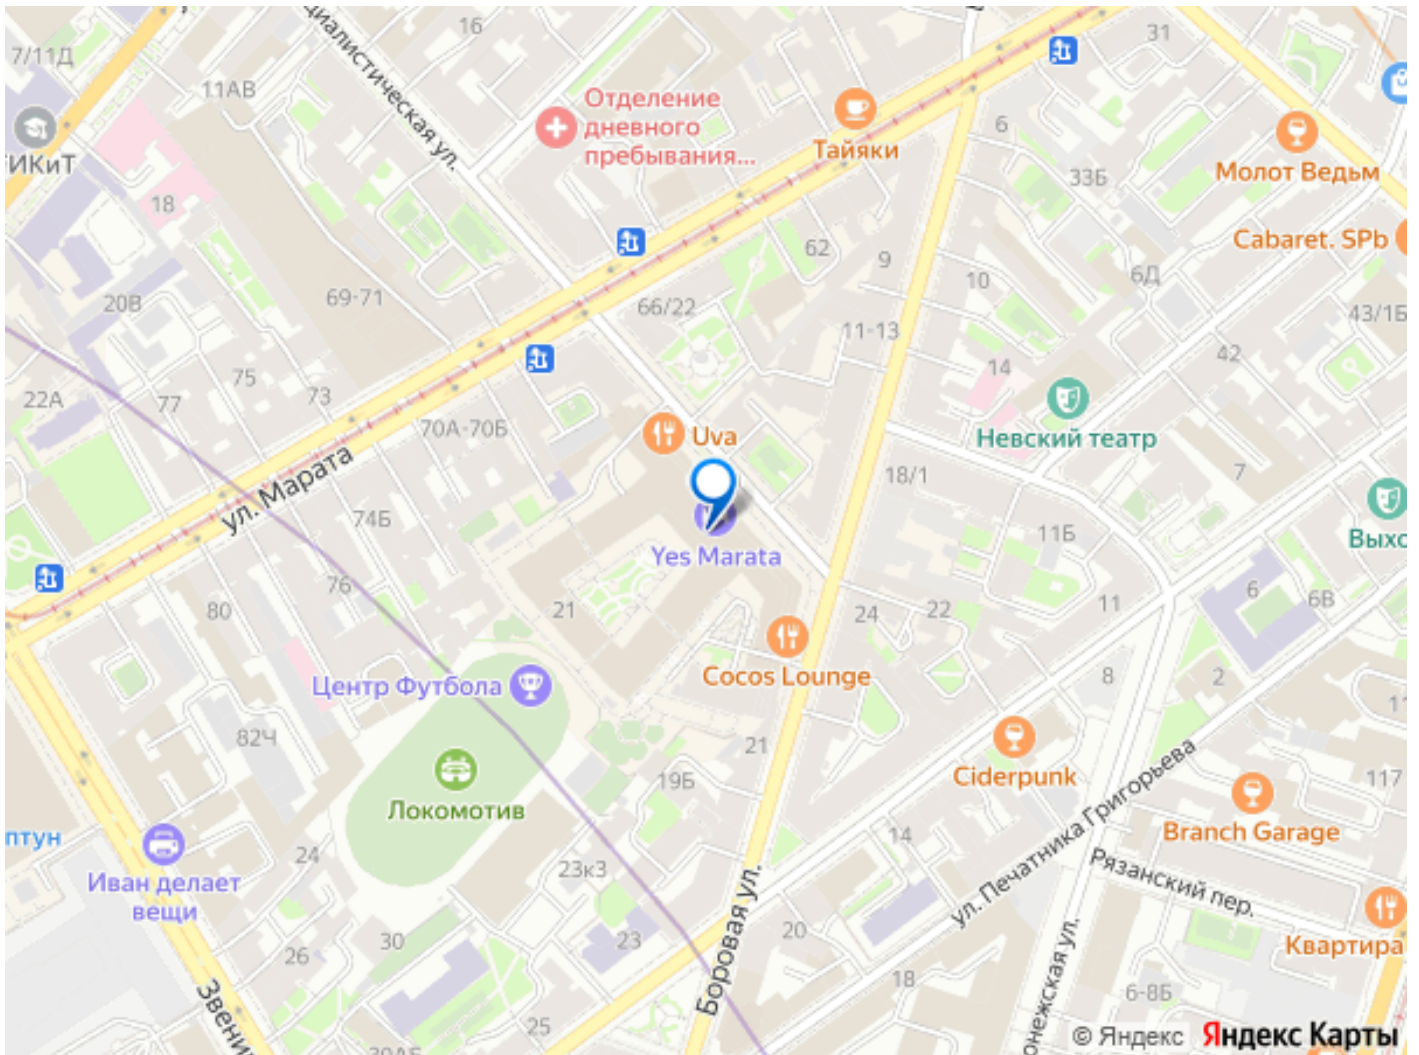 16
31
7/11Д
11АВ
циалистическая ул.
Отделение
дневного
пребывания...
Тайяки
6
Молот Ведьм
ИКиТ
33Б
18
62
9
Cabaret. SPb
10
6Д
20В
69-71
66/22
43/1Б
11-13
42
75
73
14
22А
77
70А-70Б
Uva
Невский театр
ул. Марата
18/1
7
74Б
11Б
Yes Marata
Выхо
76
80
21
24
22
11
6
6В
Cocos Lounge
8
2
Центр Футбола
82Ч
21
11
Ciderpunk
19Б
117
Локомотив
Branch Garage
ул. Печатника Григорьева
птун
14
24
Рязанский пер.
Иван делает
вещи
23к3
Боровая ул.
20
30
23
Квартира
26
18
6-8Б
Звени
25
30АБ
онежская ул.
© Яндекс Яндекс Карты